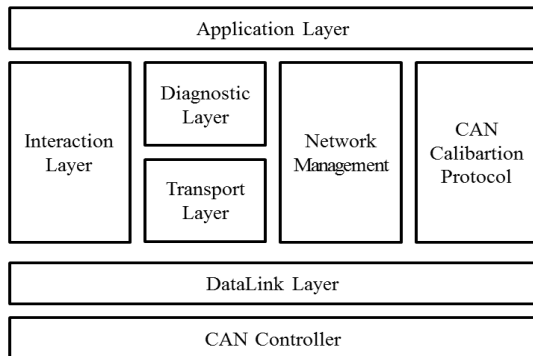 Application Layer
Interaction
Layer
Diagnostic
Layer
Transport
Layer
Network
Management
CAN
Calibartion
Protocol
DataLink Layer
CAN Controller